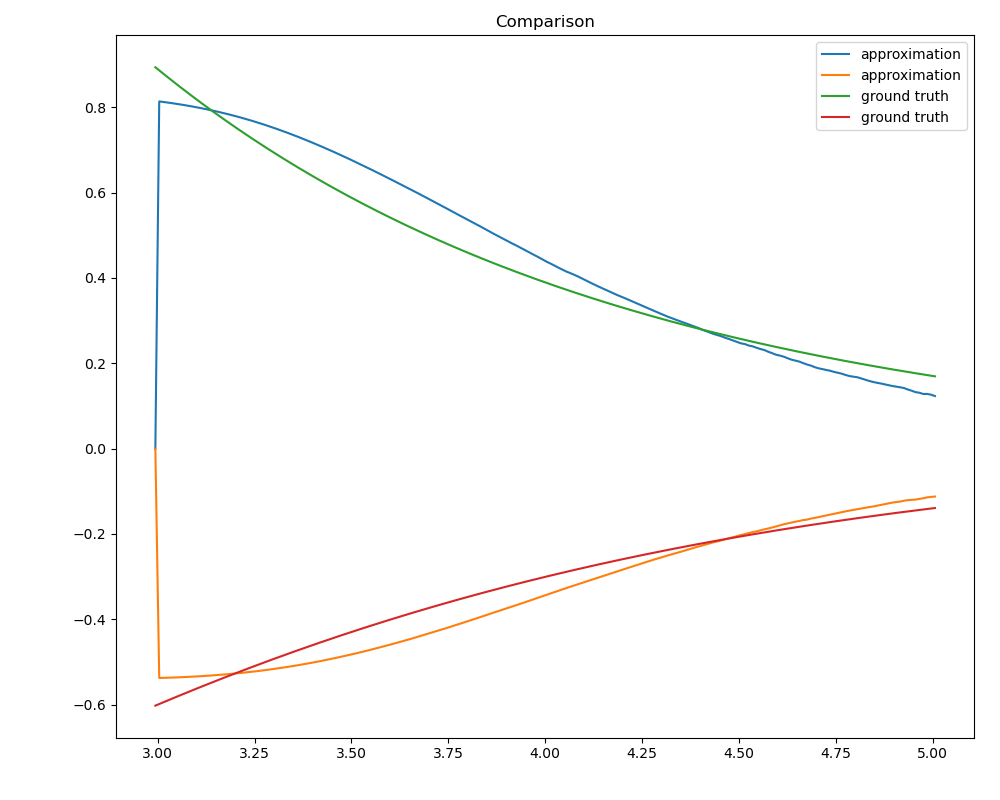 Comparison
approximation
approximation
ground truth
ground truth
0.8
0.6
0.4
0.2
0.0
−0.2
−0.4
−0.6
3.00 3.25 3.50 3.75 4.00 4.25 4.50 4.75 5.00